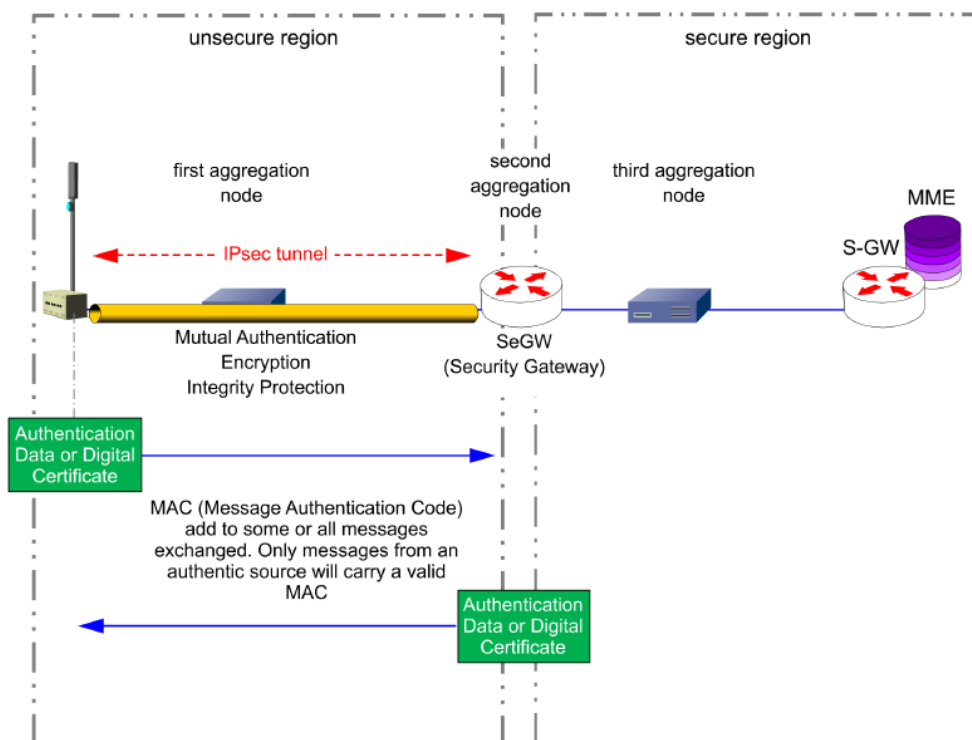 unsecure region
secure region
first aggregation
node
second
aggregation
node
third aggregation
node
MME
S-GW
IPsec tunnel
Mutual Authentication
Encryption
Integrity Protection
SeGW
(Security Gateway)
Authentication
Data or Digital
Certificate
MAC (Message Authentication Code)
add to some or all messages
exchanged. Only messages from an
authentic source will carry a valid
MAC
Authentication
Data or Digital
Certificate